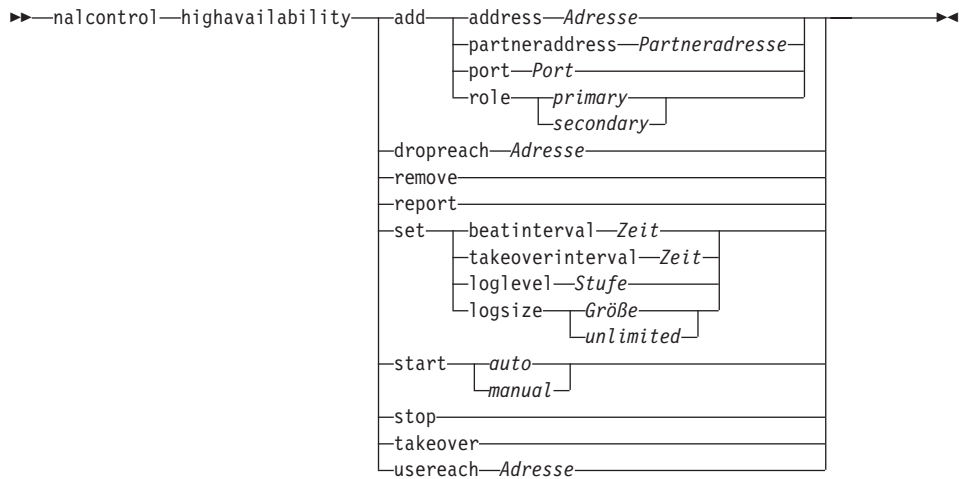 nalcontrol highavailability add address Adresse
partneraddress Partneradresse
port Port
role primary
secondary
dropreach Adresse
remove
report
set beatinterval Zeit
takeoverinterval Zeit
loglevel Stufe
logsize Größe
unlimited
start auto
manual
stop
takeover
usereach Adresse